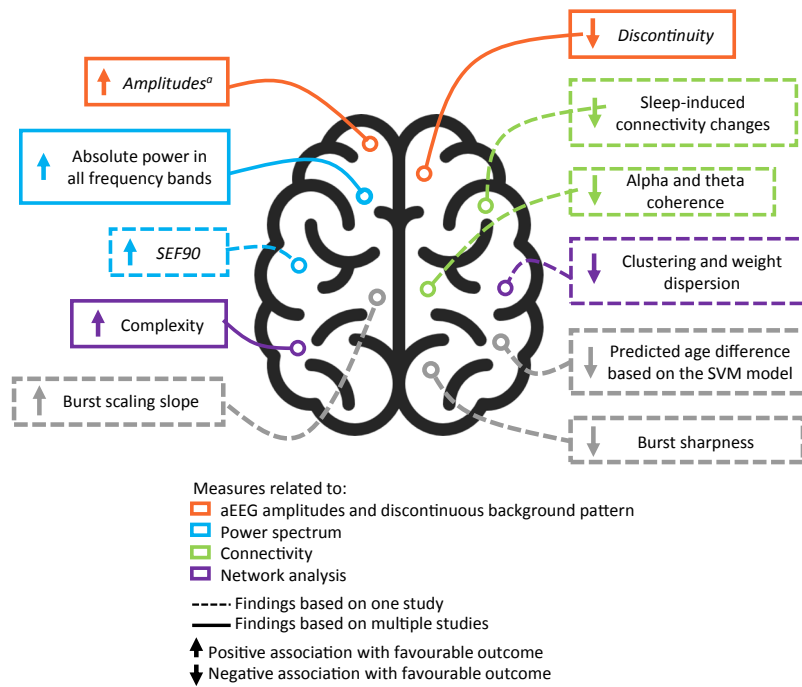 Discontinuity
Amplitudesᵃ
Sleep-induced
connectivity changes
Absolute power in
all frequency bands
Alpha and theta
coherence
SEF90
Clustering and weight
dispersion
Complexity
Predicted age difference
based on the SVM model
Burst scaling slope
Burst sharpness
Measures related to:
aEEG amplitudes and discontinuous background pattern
Power spectrum
Connectivity
Network analysis
Findings based on one study
Findings based on multiple studies
Positive association with favourable outcome
Negative association with favourable outcome